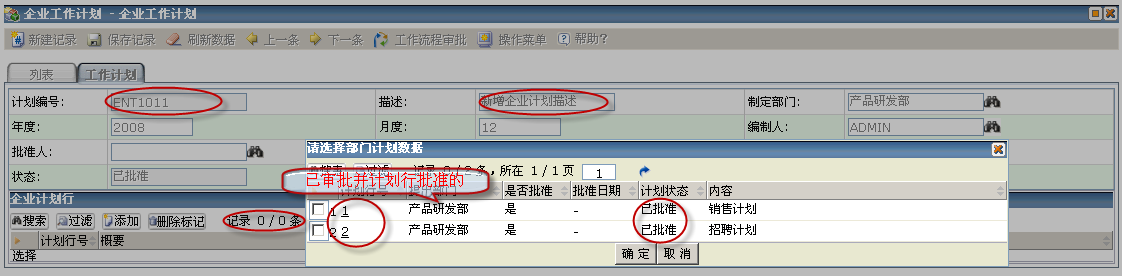 企业工作计划 - 企业工作计划
新建记录 保存记录 刷新数据 上一条 下一条 工作流程审批 操作菜单 帮助?
列表 工作计划
计划编号: ENT1011 描述: 新增企业计划描述 制定部门: 产品研发部
年度: 2008 月度: 12 编制人: ADMIN
批准人:
状态: 已批准
请选择部门计划数据
搜索 过滤 记录 0 / 2 条 , 所在 1 / 1 页 1
已审批并计划行批准的
计划行号 提出部门 是否批准 批准日期 计划状态 内容
1 1 产品研发部 是 - 已批准 销售计划
2 2 产品研发部 是 - 已批准 招聘计划
确 定 取 消
企业计划行
搜索 过滤 添加 删除标记 记录 0 / 0 条
计划行号 概要
选择